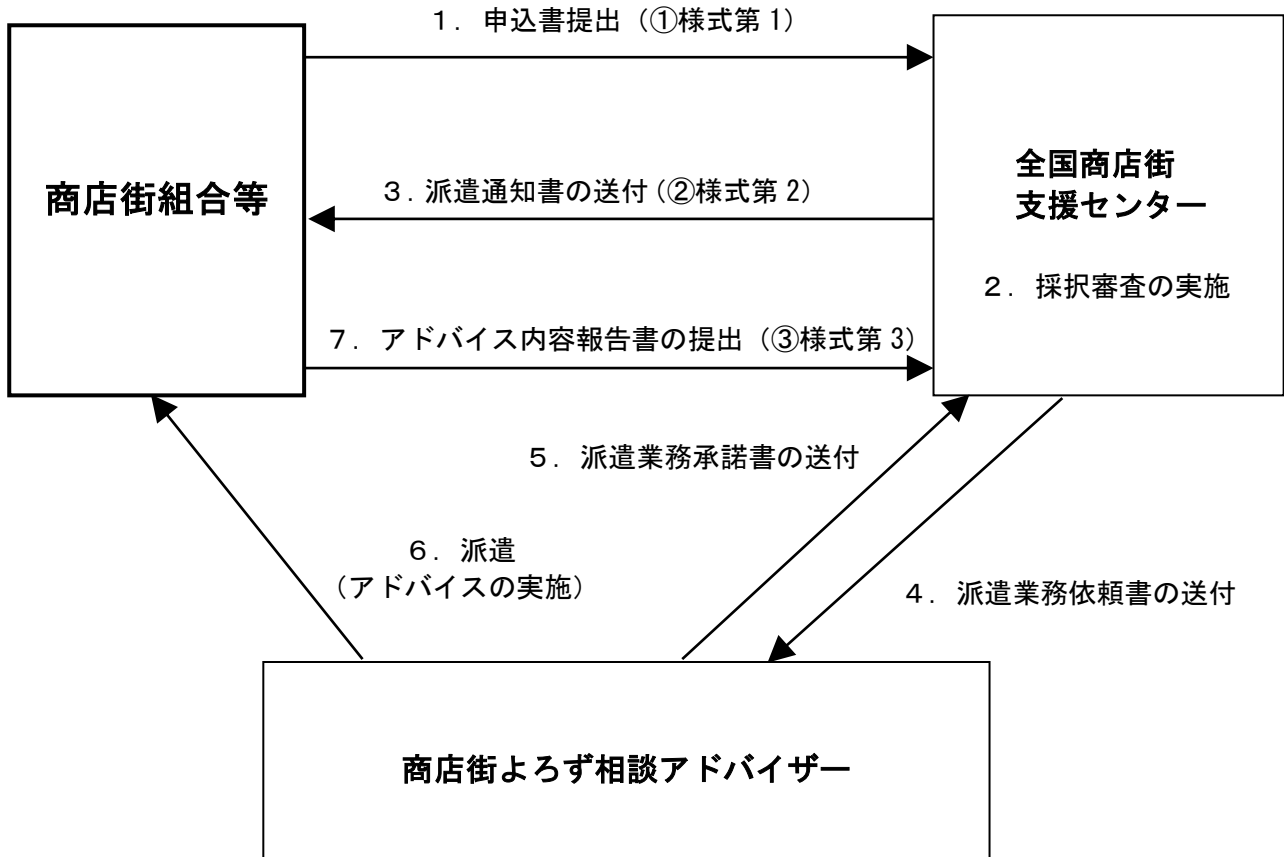 １．申込書提出（①様式第1）
商店街組合等
全国商店街
支援センター
２．採択審査の実施
３．派遣通知書の送付（②様式第2）
７．アドバイス内容報告書の提出（③様式第3）
５．派遣業務承諾書の送付
６．派遣
（アドバイスの実施）
４．派遣業務依頼書の送付
商店街よろず相談アドバイザー